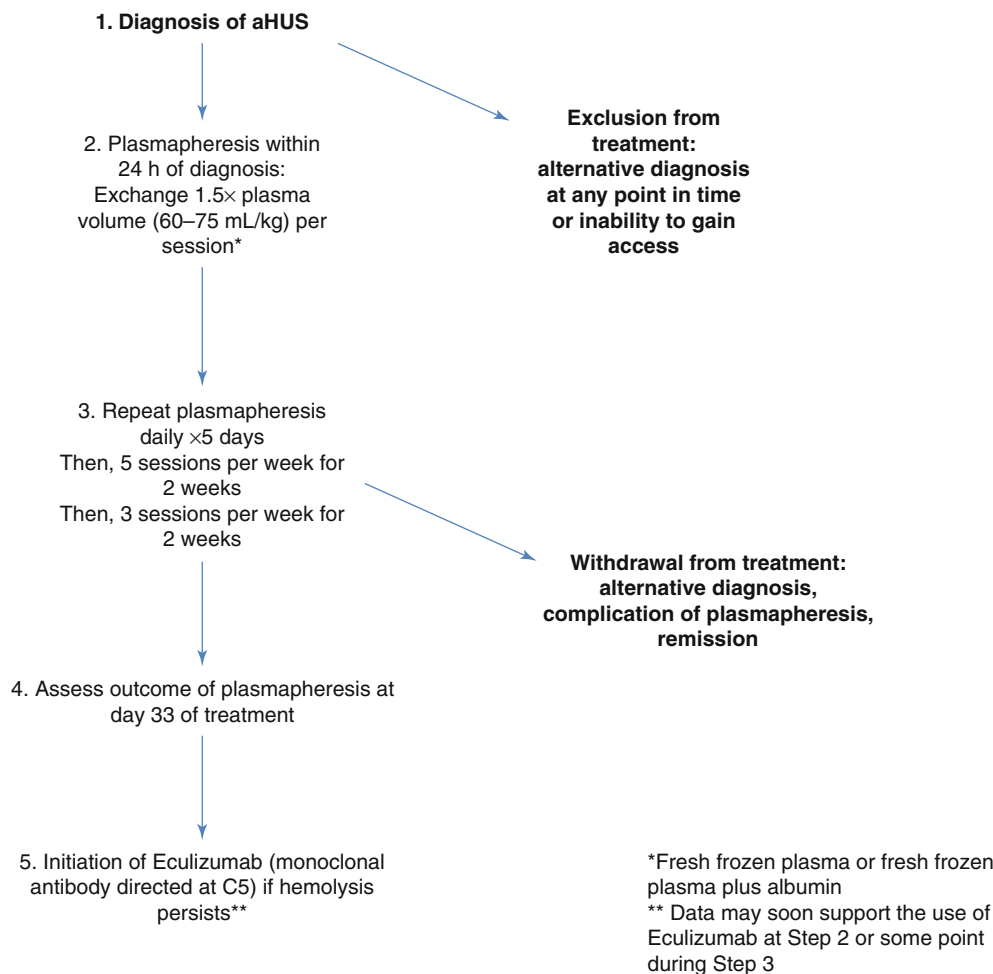 1. Diagnosis of aHUS
2. Plasmapheresis within
24 h of diagnosis:
Exchange 1.5× plasma
volume (60–75 mL/kg) per
session*
Exclusion from
treatment:
alternative diagnosis
at any point in time
or inability to gain
access
3. Repeat plasmapheresis
daily ×5 days
Then, 5 sessions per week for
2 weeks
Then, 3 sessions per week for
2 weeks
Withdrawal from treatment:
alternative diagnosis,
complication of plasmapheresis,
remission
4. Assess outcome of plasmapheresis at
day 33 of treatment
5. Initiation of Eculizumab (monoclonal
antibody directed at C5) if hemolysis
persists**
*Fresh frozen plasma or fresh frozen
plasma plus albumin
** Data may soon support the use of
Eculizumab at Step 2 or some point
during Step 3